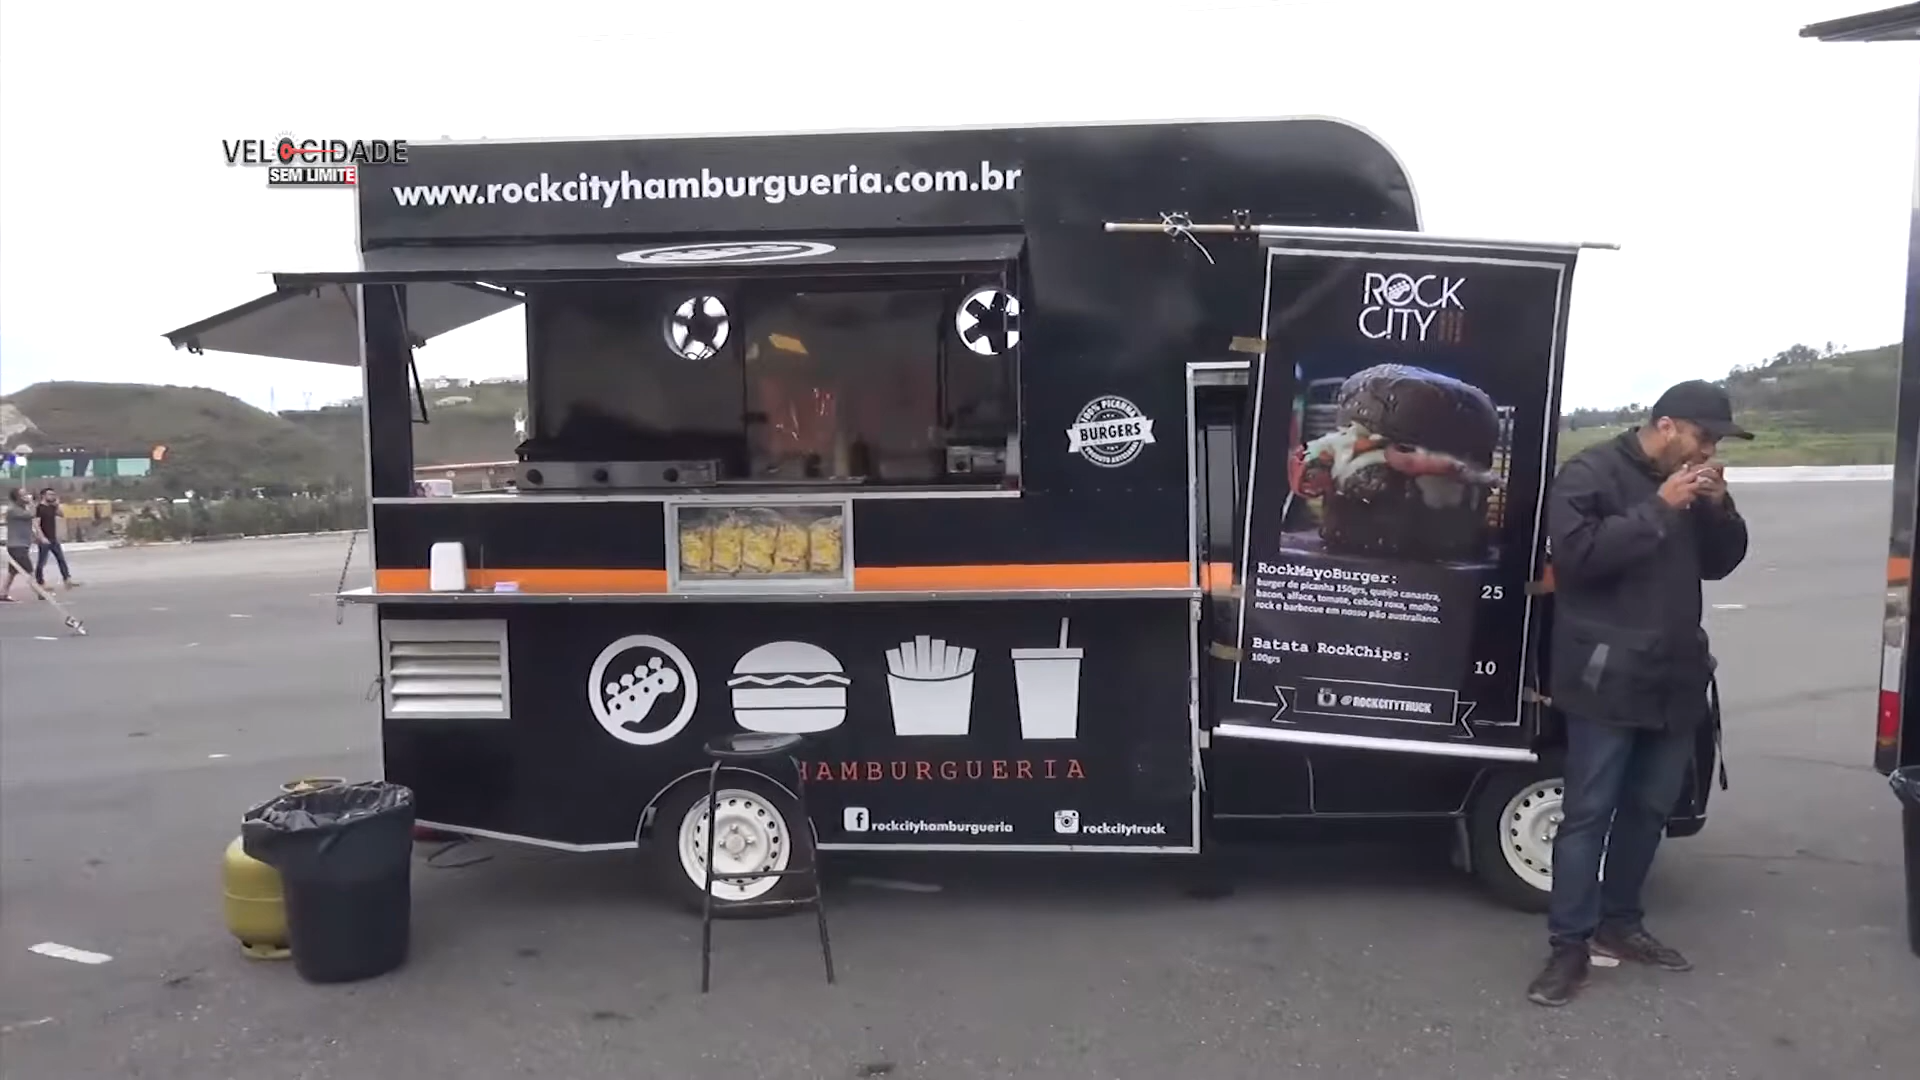 VELOCIDADE
SEM LIMITE
www.rockcityhamburgueria.com.br
100% PICANHA
BURGERS
PRODUTO ARTESANAL
ROCK
CITY
RockMayoBurger: 25
burger de picanha 150grs, queijo canastra,
bacon, alface, tomate, cebola roxa, molho
rock e barbecue em nosso pão australiano.
Batata RockChips: 10
100grs
@ROCKCITYTRUCK
HAMBURGUERIA
f rockcityhamburgueria
rockcitytruck